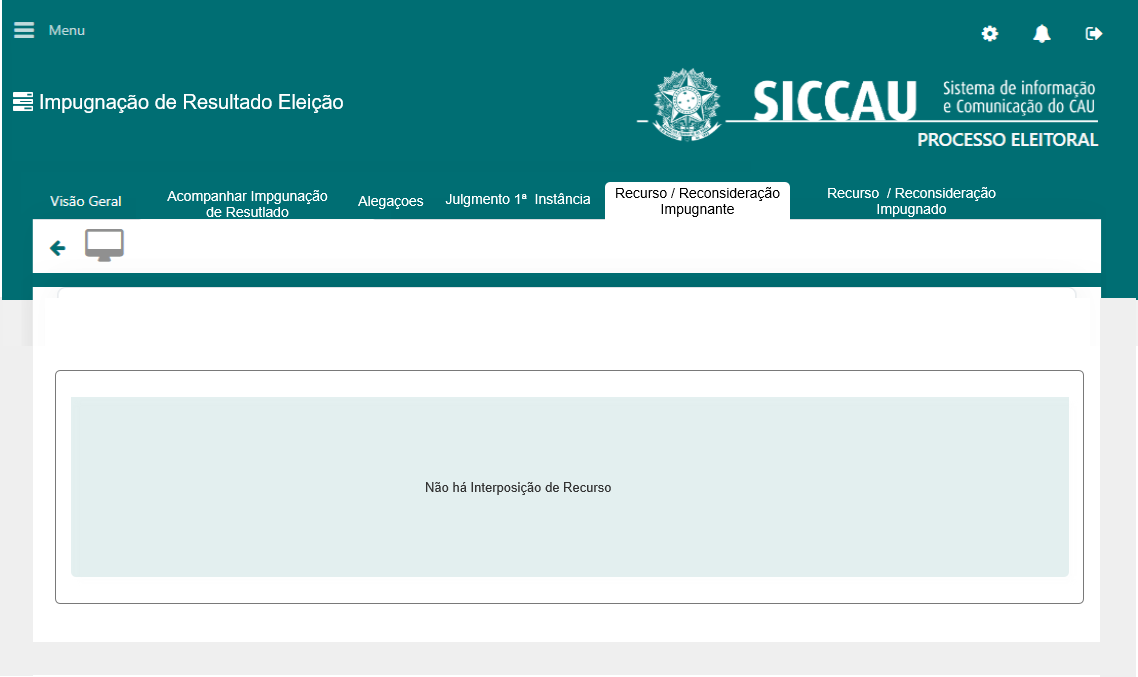 Menu
Impugnação de Resultado Eleição
SICCAU
Sistema de informação
e Comunicação do CAU
PROCESSO ELEITORAL
Visão Geral
Acompanhar Impgunação
de Resutlado
Alegaçoes
Julgmento 1ª Instância
Recurso / Reconsideração
Impugnante
Recurso / Reconsideração
Impugnado
Não há Interposição de Recurso